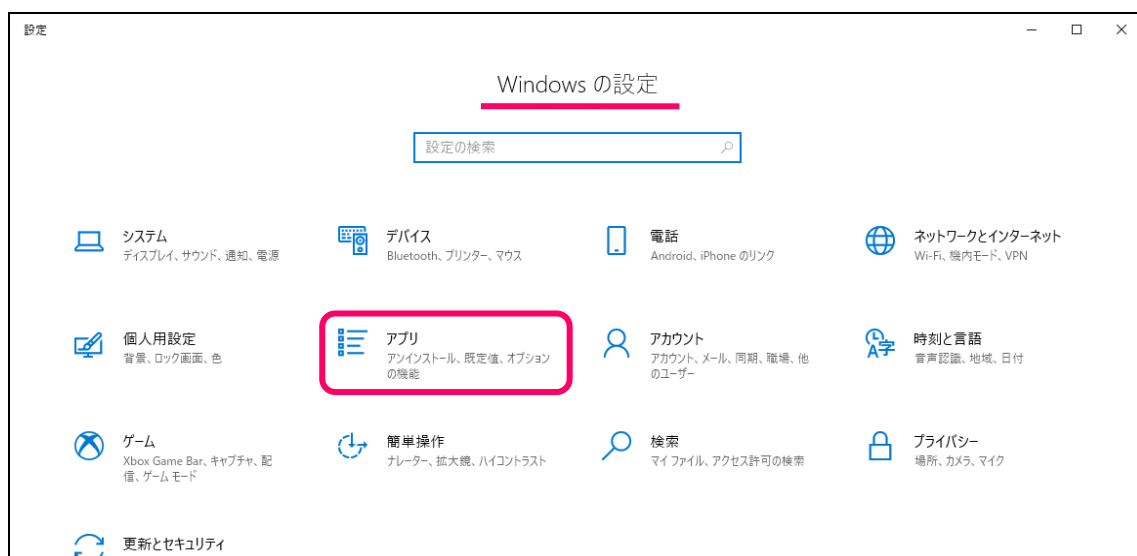 設定
Windows の設定
設定の検索
システム
ディスプレイ、サウンド、通知、電源
デバイス
Bluetooth、プリンター、マウス
電話
Android、iPhone のリンク
ネットワークとインターネット
Wi-Fi、機内モード、VPN
個人用設定
背景、ロック画面、色
アプリ
アンインストール、既定値、オプション
の機能
アカウント
アカウント、メール、同期、職場、他
のユーザー
時刻と言語
音声認識、地域、日付
ゲーム
Xbox Game Bar、キャプチャ、配
信、ゲーム モード
簡単操作
ナレーター、拡大鏡、ハイコントラスト
検索
マイ ファイル、アクセス許可の検索
プライバシー
場所、カメラ、マイク
更新とセキュリティ